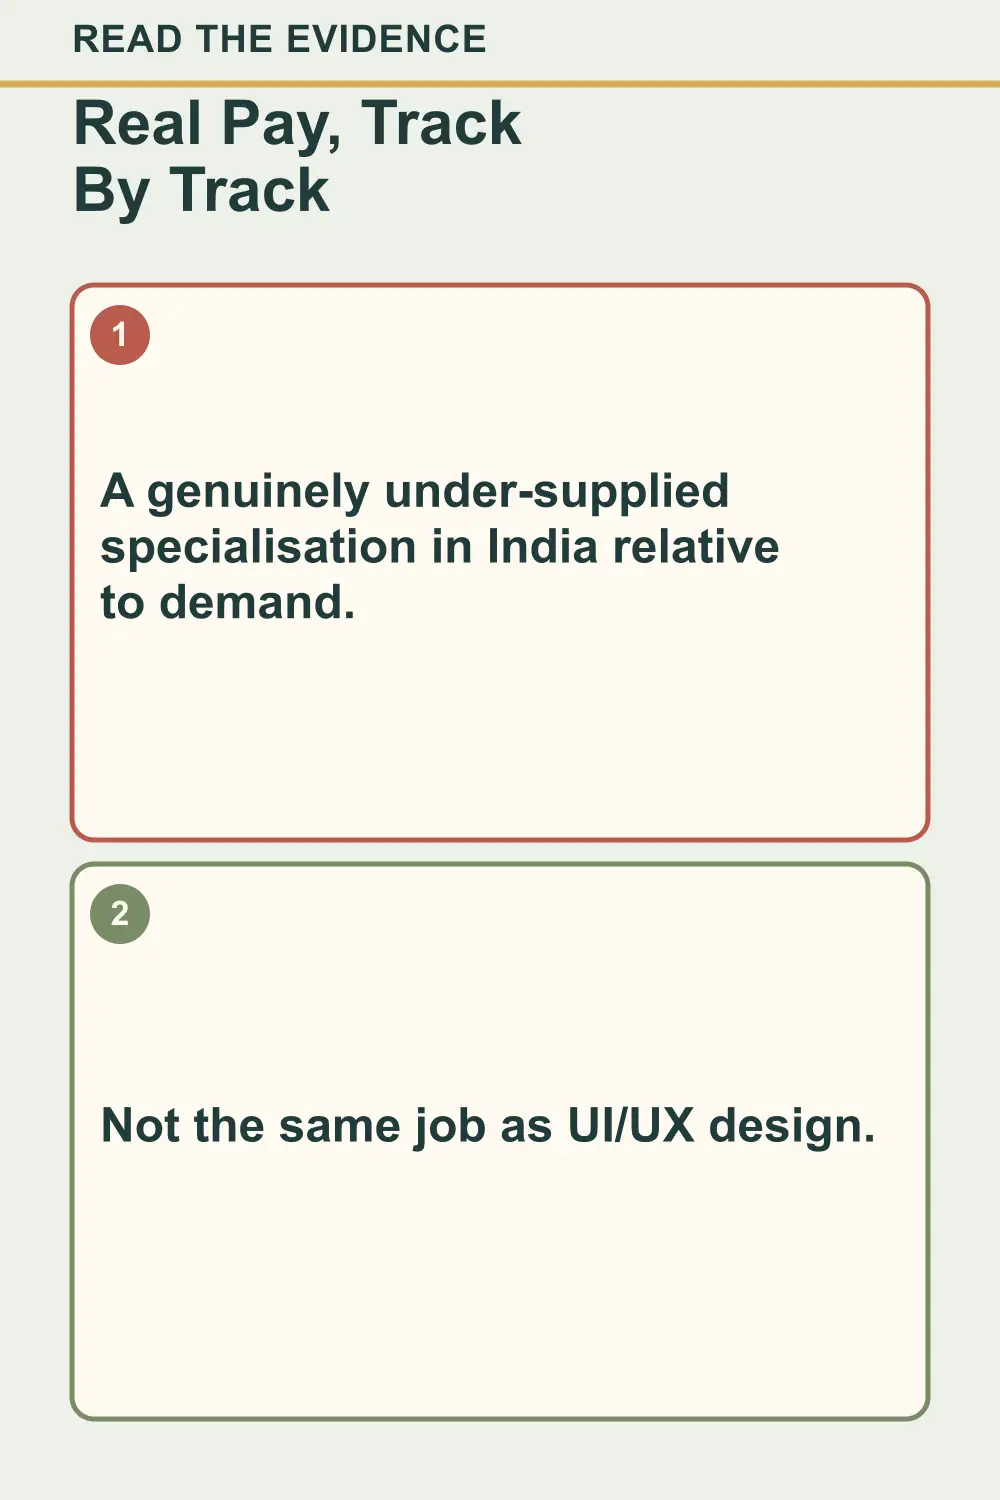 READ THE EVIDENCE
Real Pay, Track
By Track
1
A genuinely under-supplied
specialisation in India relative
to demand.
2
Not the same job as UI/UX design.